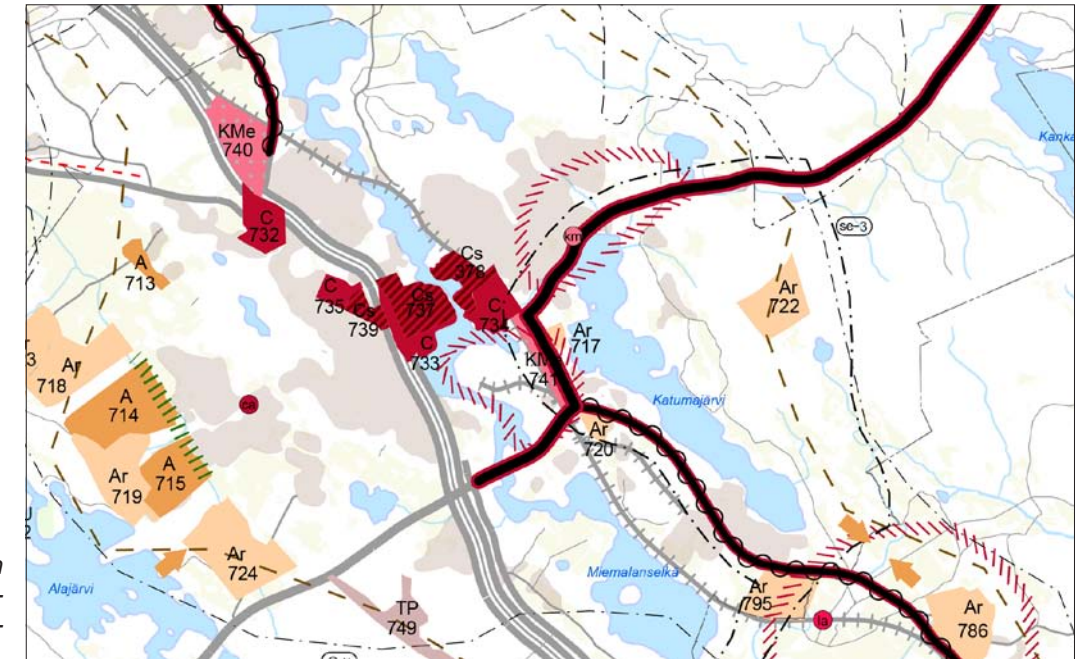 KMe
740
Kanka
C
732
km
se-3
A
713
Cs
378
C
735
Cs
737
Cs
739
C
734
C
733
Ar
722
Ar
717
KMe
741
3
Ar
718
A
714
ca
Katumajärvi
Ar
720
Ar
719
A
715
Ar
724
Miemalanselkä
Alajärvi
TP
749
Ar
795
la
Ar
786